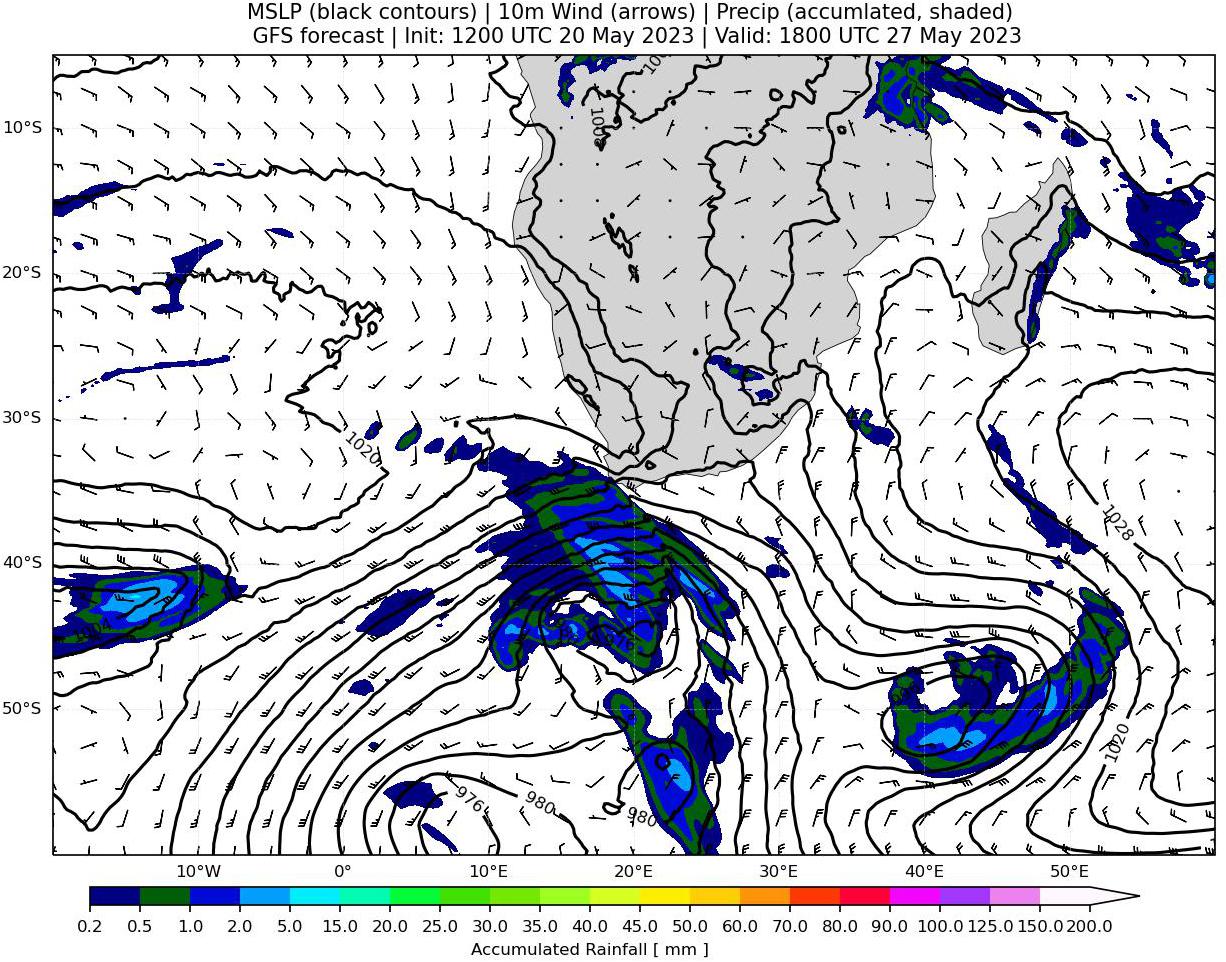 MSLP (black contours) | 10m Wind (arrows) | Precip (accumlated, shaded)
GFS forecast | Init: 1200 UTC 20 May 2023 | Valid: 1800 UTC 27 May 2023
10°S
20°S
30°S
1020
1028
40°S
1004
976
50°S
1020
976
980
980
10°W 0° 10°E 20°E 30°E 40°E 50°E
0.2 0.5 1.0 2.0 5.0 10.0 15.0 20.0 25.0 30.0 35.0 40.0 45.0 50.0 60.0 70.0 80.0 90.0 100.0 125.0 150.0 200.0
Accumulated Rainfall [ mm ]